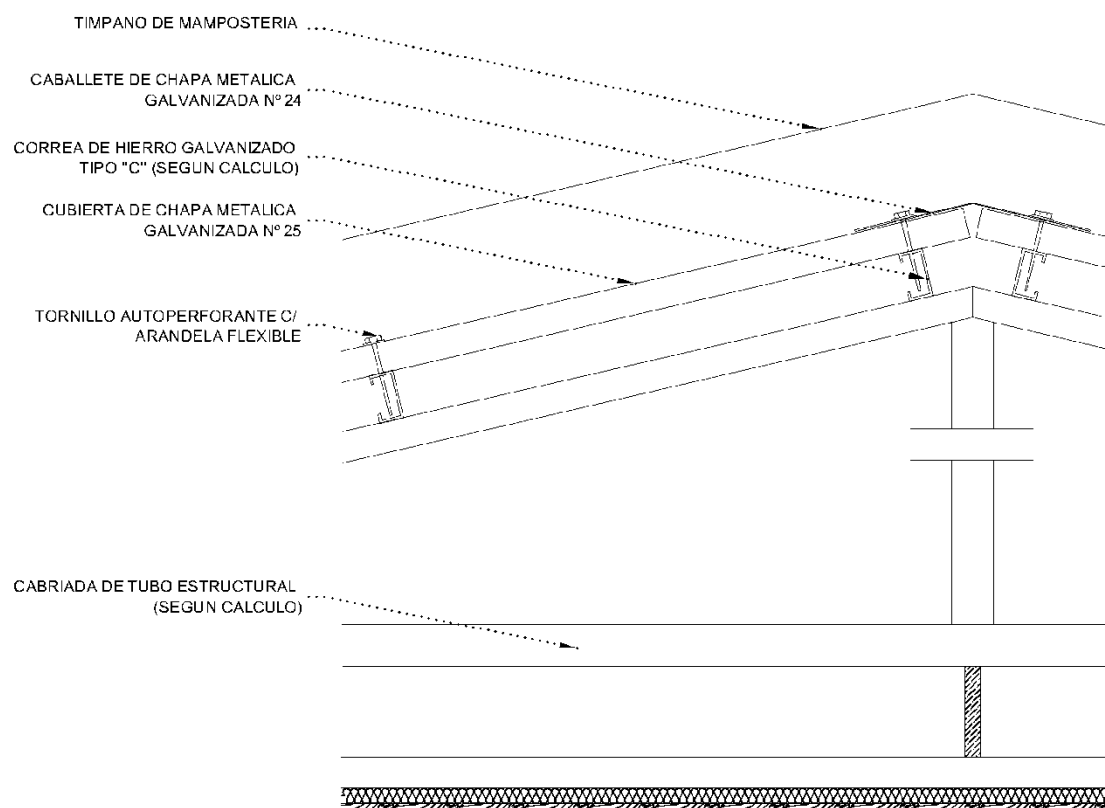 TIMPANO DE MAMPOSTERIA
CABALLETE DE CHAPA METALICA
GALVANIZADA Nº 24
CORREA DE HIERRO GALVANIZADO
TIPO "C" (SEGUN CALCULO)
CUBIERTA DE CHAPA METALICA
GALVANIZADA Nº 25
TORNILLO AUTOPERFORANTE C/
ARANDELA FLEXIBLE
CABRIADA DE TUBO ESTRUCTURAL
(SEGUN CALCULO)